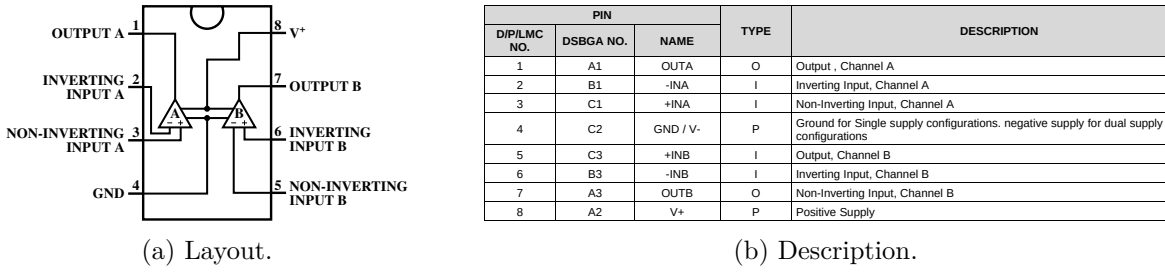 1 8
OUTPUT A V+
INVERTING 2 7
INPUT A OUTPUT B
A B
– + – +
NON-INVERTING 3 6 INVERTING
INPUT A INPUT B
4 5
GND NON-INVERTING
INPUT B
(a) Layout.
PIN TYPE DESCRIPTION
D/P/LMC NO. DSBGA NO. NAME
1 A1 OUTA O Output , Channel A
2 B1 -INA I Inverting Input, Channel A
3 C1 +INA I Non-Inverting Input, Channel A
4 C2 GND / V- P Ground for Single supply configurations. negative supply for dual supply
configurations
5 C3 +INB I Output, Channel B
6 B3 -INB I Inverting Input, Channel B
7 A3 OUTB O Non-Inverting Input, Channel B
8 A2 V+ P Positive Supply
(b) Description.